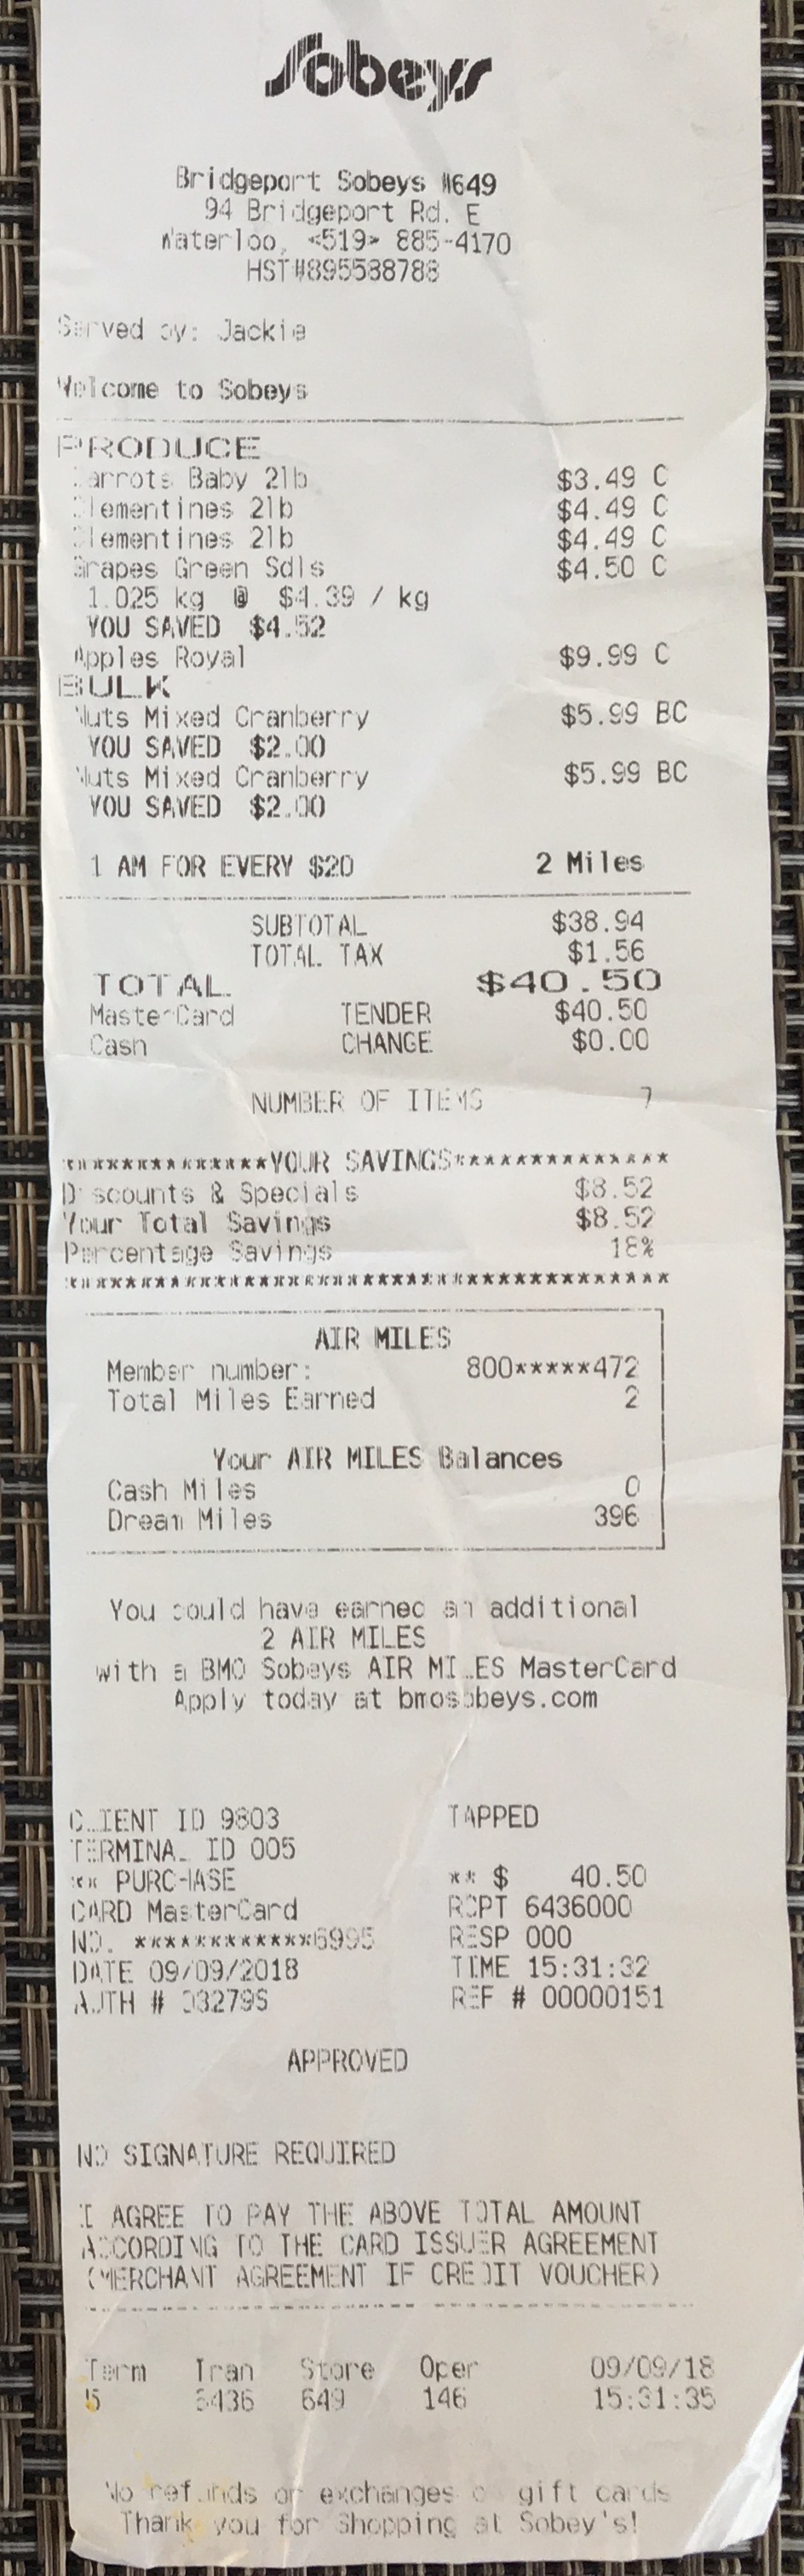 Sobeys
Bridgeport Sobeys #649
94 Bridgeport Rd. E
Waterloo, <519> 885-4170
HST#895588788
Served by: Jackie
Welcome to Sobeys
PRODUCE
Carrots Baby 2lb $3.49 C
Clementines 2lb $4.49 C
Clementines 2lb $4.49 C
Grapes Green Sdls $4.50 C
1.025 kg @ $4.39 / kg
YOU SAVED $4.52
Apples Royal $9.99 C
BULK
Nuts Mixed Cranberry $5.99 BC
YOU SAVED $2.00
Nuts Mixed Cranberry $5.99 BC
YOU SAVED $2.00
1 AM FOR EVERY $20 2 Miles
SUBTOTAL $38.94
TOTAL TAX $1.56
TOTAL $40.50
MasterCard TENDER $40.50
Cash CHANGE $0.00
NUMBER OF ITEMS 7
**************YOUR SAVINGS***************
Discounts & Specials $8.52
Your Total Savings $8.52
Percentage Savings 18%
******************************************
AIR MILES
Member number: 800*****472
Total Miles Earned 2
Your AIR MILES Balances
Cash Miles 0
Dream Miles 396
You could have earned an additional
2 AIR MILES
with a BMO Sobeys AIR MILES MasterCard
Apply today at bmosobeys.com
CLIENT ID 9803 TAPPED
TERMINAL ID 005
** PURCHASE ** $ 40.50
CARD MasterCard RCPT 6436000
NO. ************6995 RESP 000
DATE 09/09/2018 TIME 15:31:32
AUTH # 03279S REF # 00000151
APPROVED
NO SIGNATURE REQUIRED
I AGREE TO PAY THE ABOVE TOTAL AMOUNT
ACCORDING TO THE CARD ISSUER AGREEMENT
(MERCHANT AGREEMENT IF CREDIT VOUCHER)
Term Tran Store Oper 09/09/18
5 6436 649 146 15:31:35
No refunds or exchanges on gift cards
Thank you for Shopping at Sobey's!